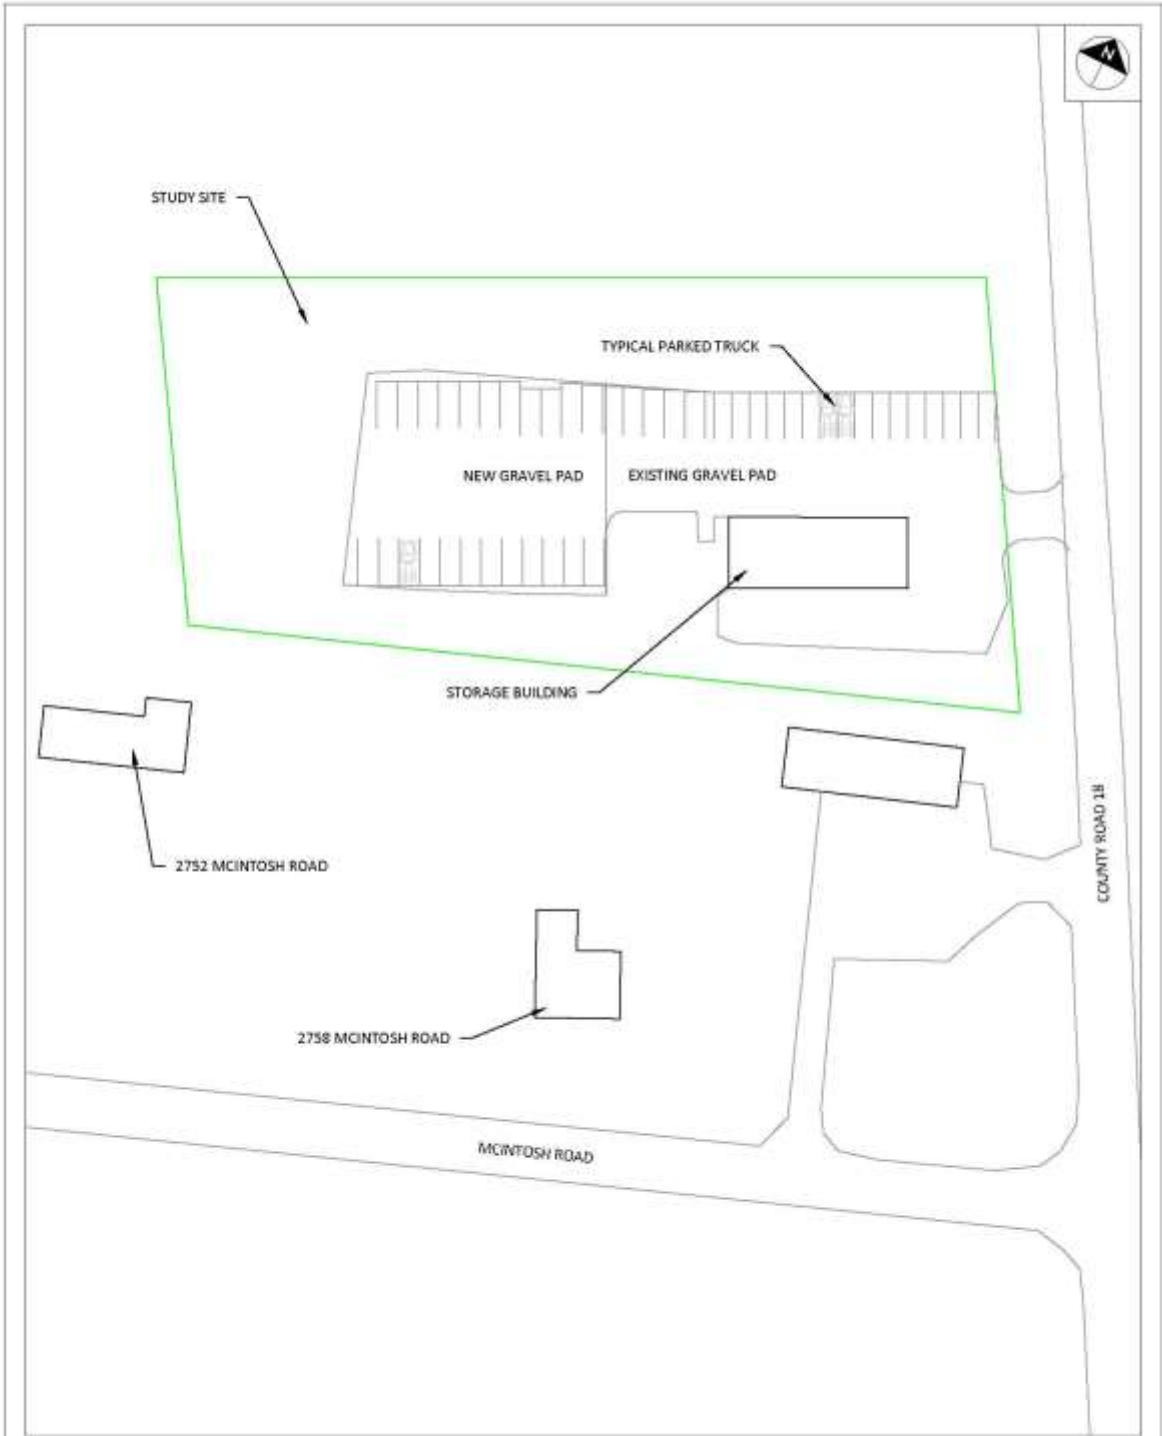 N
STUDY SITE
TYPICAL PARKED TRUCK
NEW GRAVEL PAD
EXISTING GRAVEL PAD
STORAGE BUILDING
COUNTY ROAD 18
2752 MCINTOSH ROAD
2758 MCINTOSH ROAD
MCINTOSH ROAD